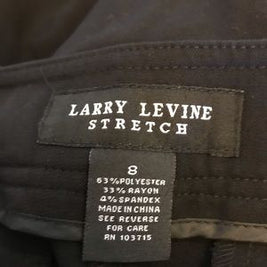 LARRY LEVINE
STRETCH
8
63%POLYESTER
33%RAYON
4%SPANDEX
MADE IN CHINA
SEE REVERSE
FOR CARE
RN 103715